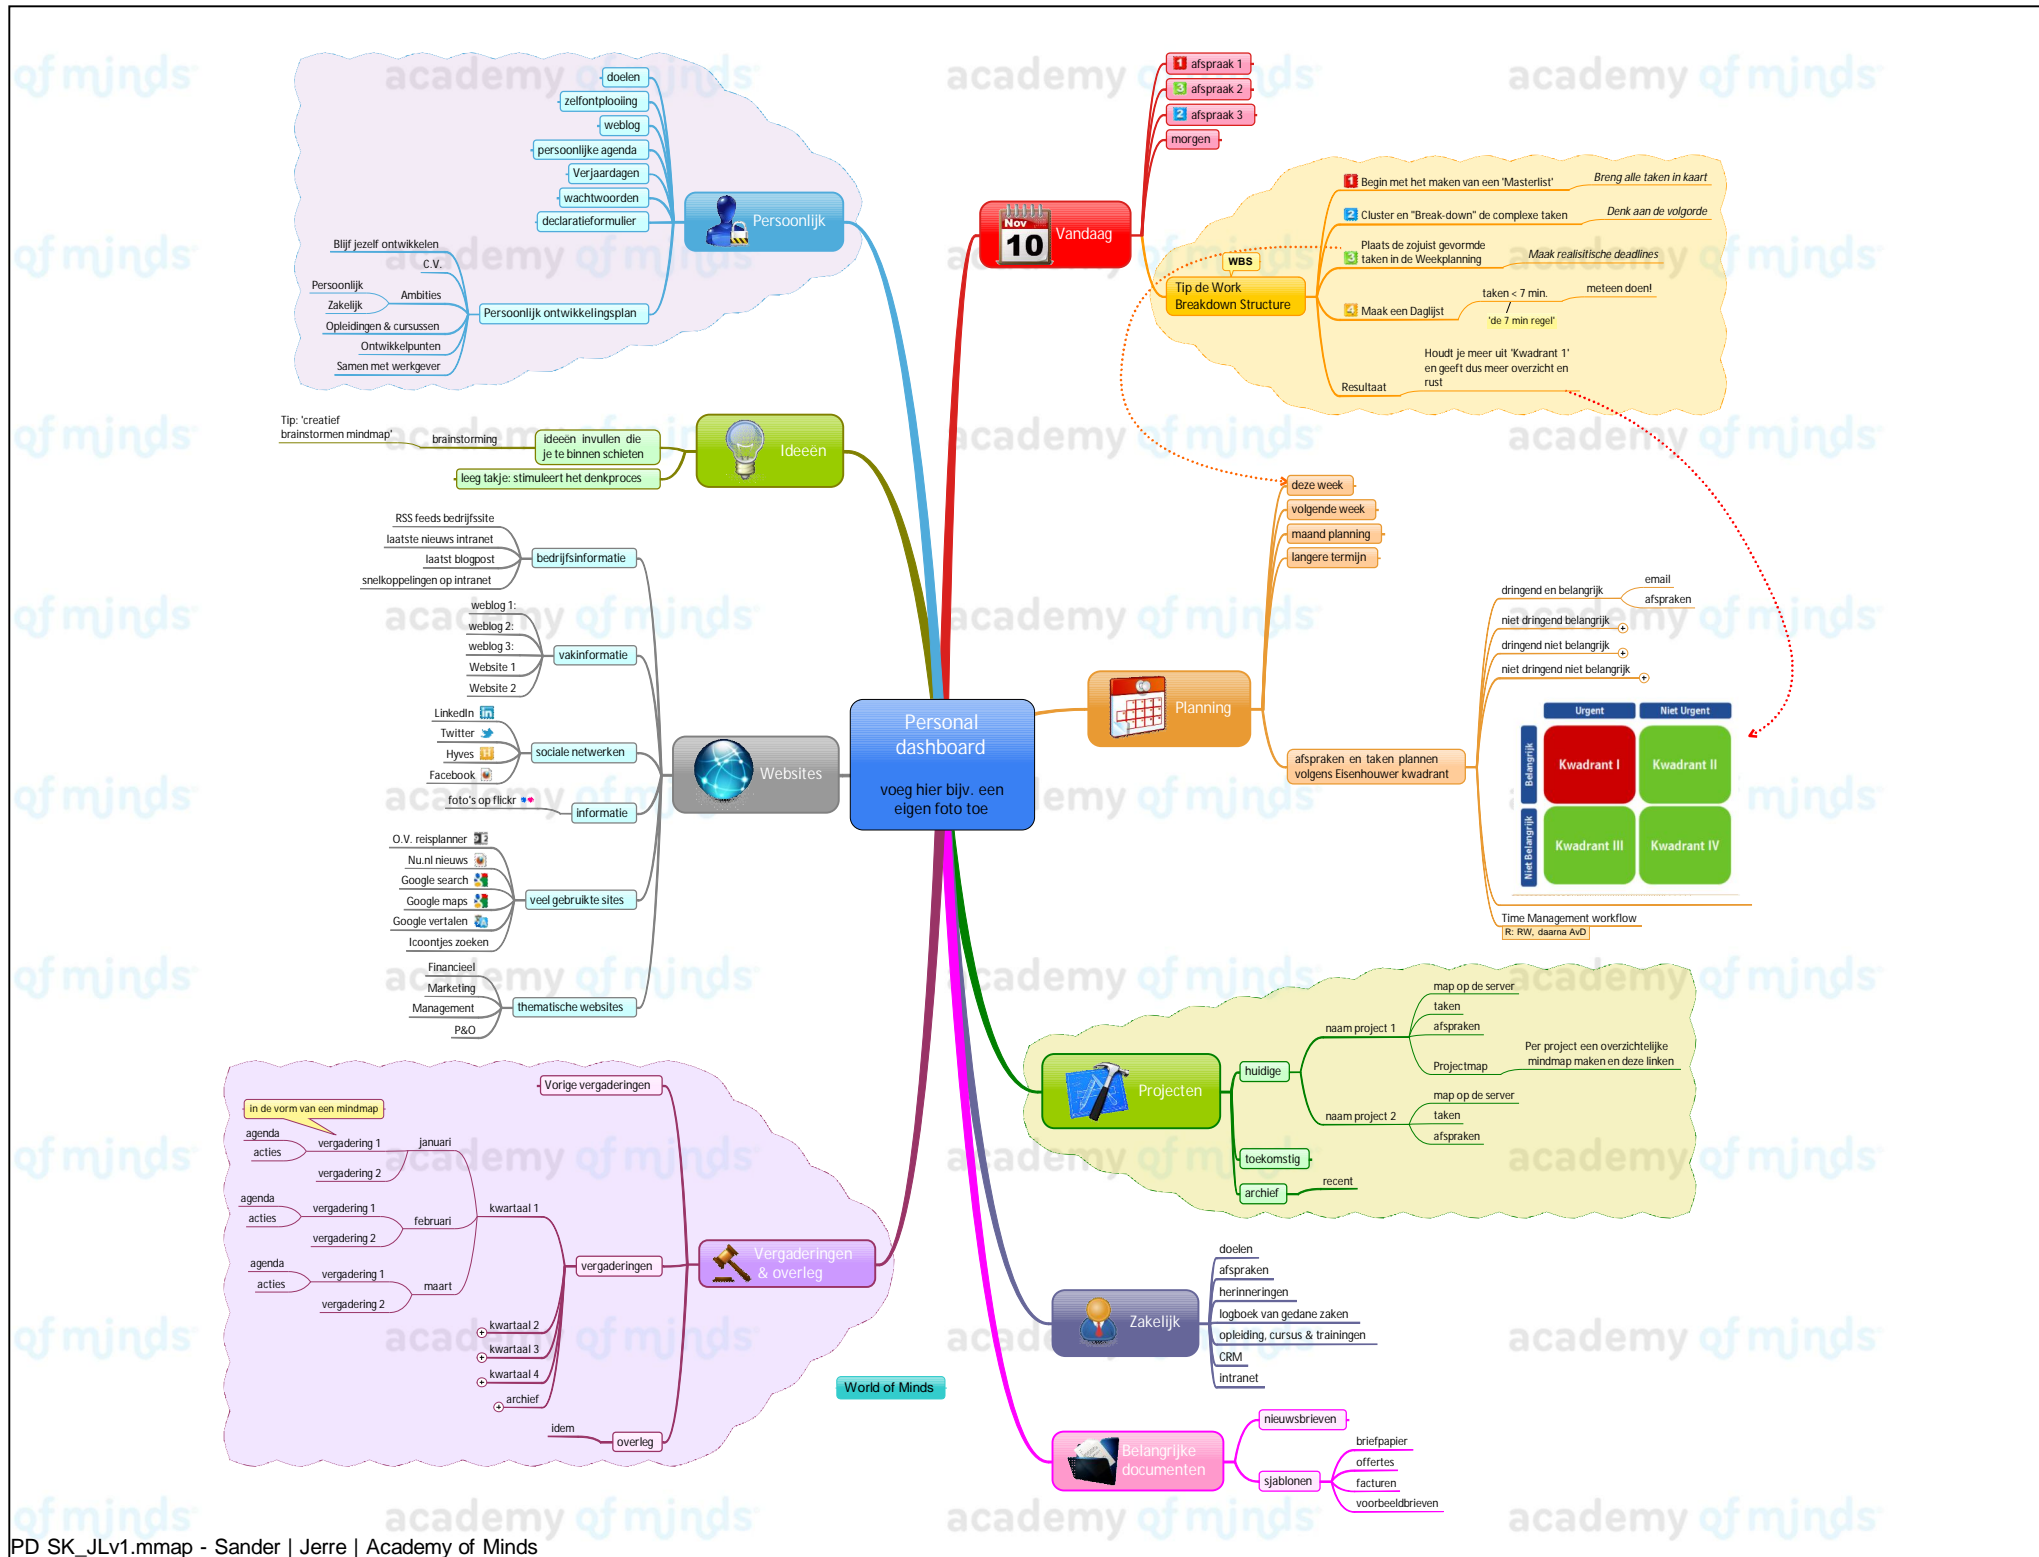 Personal
dashboard
voeg hier bijv. een
eigen foto toe
Vandaag
Nov
10
1 afspraak 1
3 afspraak 2
2 afspraak 3
morgen
WBS
Tip de Work
Breakdown Structure
1 Begin met het maken van een 'Masterlist'
Breng alle taken in kaart
2 Cluster en "Break-down" de complexe taken
Denk aan de volgorde
3 Plaats de zojuist gevormde
taken in de Weekplanning
Maak realisitische deadlines
4 Maak een Daglijst
taken < 7 min.
meteen doen!
'de 7 min regel'
Resultaat
Houdt je meer uit 'Kwadrant 1'
en geeft dus meer overzicht en
rust
Planning
deze week
volgende week
maand planning
langere termijn
afspraken en taken plannen
volgens Eisenhouwer kwadrant
dringend en belangrijk
email
afspraken
niet dringend belangrijk
dringend niet belangrijk
niet dringend niet belangrijk
Urgent
Niet Urgent
Belangrijk
Kwadrant I
Kwadrant II
Niet Belangrijk
Kwadrant III
Kwadrant IV
Time Management workflow
R: RW, daarna AvD
Projecten
huidige
naam project 1
map op de server
taken
afspraken
Projectmap
Per project een overzichtelijke
mindmap maken en deze linken
naam project 2
map op de server
taken
afspraken
toekomstig
archief
recent
Zakelijk
doelen
afspraken
herinneringen
logboek van gedane zaken
opleiding, cursus & trainingen
CRM
intranet
Belangrijke
documenten
nieuwsbrieven
sjablonen
briefpapier
offertes
facturen
voorbeeldbrieven
Persoonlijk
doelen
zelfontplooiing
weblog
persoonlijke agenda
Verjaardagen
wachtwoorden
declaratieformulier
Persoonlijk ontwikkelingsplan
Blijf jezelf ontwikkelen
C.V.
Ambities
Persoonlijk
Zakelijk
Opleidingen & cursussen
Ontwikkelpunten
Samen met werkgever
Ideeën
ideeën invullen die
je te binnen schieten
brainstorming
Tip: 'creatief
brainstormen mindmap'
leeg takje: stimuleert het denkproces
Websites
bedrijfsinformatie
RSS feeds bedrijfssite
laatste nieuws intranet
laatst blogpost
snelkoppelingen op intranet
vakinformatie
weblog 1:
weblog 2:
weblog 3:
Website 1
Website 2
sociale netwerken
LinkedIn
Twitter
Hyves
Facebook
informatie
foto's op flickr
veel gebruikte sites
O.V. reisplanner
Nu.nl nieuws
Google search
Google maps
Google vertalen
Icoontjes zoeken
thematische websites
Financieel
Marketing
Management
P&O
Vergaderingen
& overleg
Vorige vergaderingen
vergaderingen
kwartaal 1
januari
in de vorm van een mindmap
vergadering 1
agenda
acties
vergadering 2
februari
vergadering 1
agenda
acties
vergadering 2
maart
vergadering 1
agenda
acties
vergadering 2
kwartaal 2
kwartaal 3
kwartaal 4
archief
overleg
idem
World of Minds
academy of minds
PD SK_JLv1.mmap - Sander | Jerre | Academy of Minds